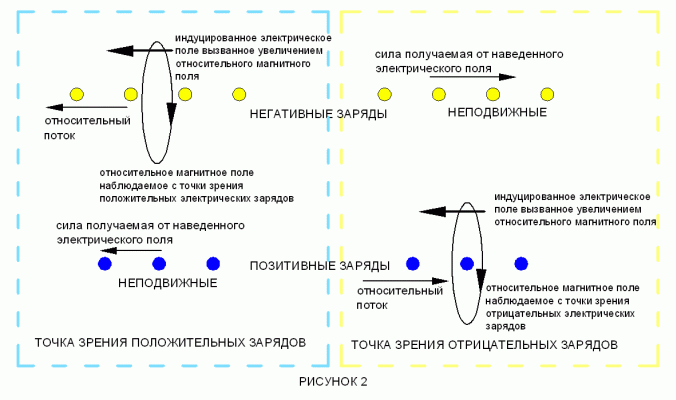 индуцированное электрическое
поле вызванное увеличением
относительного магнитного
поля
НЕГАТИВНЫЕ ЗАРЯДЫ
относительный
поток
относительное магнитное поле
наблюдаемое с точки зрения
положительных электрических зарядов
сила получаемая от наведенного
электрического поля
НЕПОДВИЖНЫЕ
ПОЗИТИВНЫЕ ЗАРЯДЫ
ТОЧКА ЗРЕНИЯ ПОЛОЖИТЕЛЬНЫХ ЗАРЯДОВ
сила получаемая от наведенного
электрического поля
НЕПОДВИЖНЫЕ
индуцированное электрическое
поле вызванное увеличением
относительного магнитного поля
относительный
поток
относительное магнитное поле
наблюдаемое с точки зрения
отрицательных электрических
зарядов
ТОЧКА ЗРЕНИЯ ОТРИЦАТЕЛЬНЫХ ЗАРЯДОВ
РИСУНОК 2